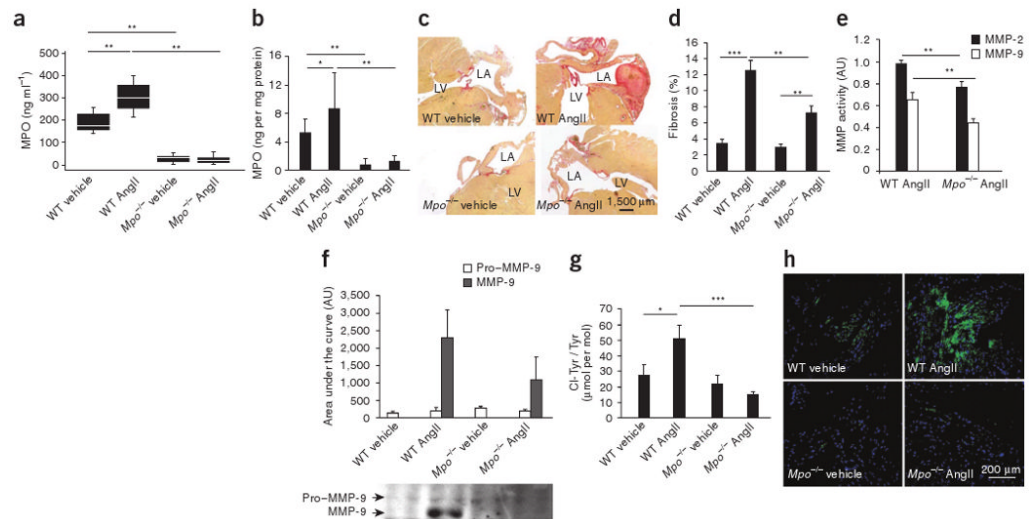 a
**
**
**
500
400
300
200
100
0
MPO (ng ml⁻¹)
WT vehicle
WT AngII
Mpo⁻/⁻ vehicle
Mpo⁻/⁻ AngII
b
**
*
**
15
10
5
0
MPO (ng per mg protein)
WT vehicle
WT AngII
Mpo⁻/⁻ vehicle
Mpo⁻/⁻ AngII
c
LA
LV
WT vehicle
LA
LV
WT AngII
LA
LV
Mpo⁻/⁻ vehicle
LA
LV
Mpo⁻/⁻ AngII
1,500 µm
d
***
**
**
16
14
12
10
8
6
4
2
0
Fibrosis (%)
WT vehicle
WT AngII
Mpo⁻/⁻ vehicle
Mpo⁻/⁻ AngII
e
MMP-2
MMP-9
**
**
1.2
1.0
0.8
0.6
0.4
0.2
0
MMP activity (AU)
WT AngII
Mpo⁻/⁻ AngII
f
Pro–MMP-9
MMP-9
3,500
3,000
2,500
2,000
1,500
1,000
500
0
Area under the curve (AU)
WT vehicle
WT AngII
Mpo⁻/⁻ vehicle
Mpo⁻/⁻ AngII
Pro-MMP-9
MMP-9
g
*
***
70
60
50
40
30
20
10
0
Cl-Tyr / Tyr
(µmol per mol)
WT vehicle
WT AngII
Mpo⁻/⁻ vehicle
Mpo⁻/⁻ AngII
h
WT vehicle
WT AngII
Mpo⁻/⁻ vehicle
Mpo⁻/⁻ AngII
200 µm